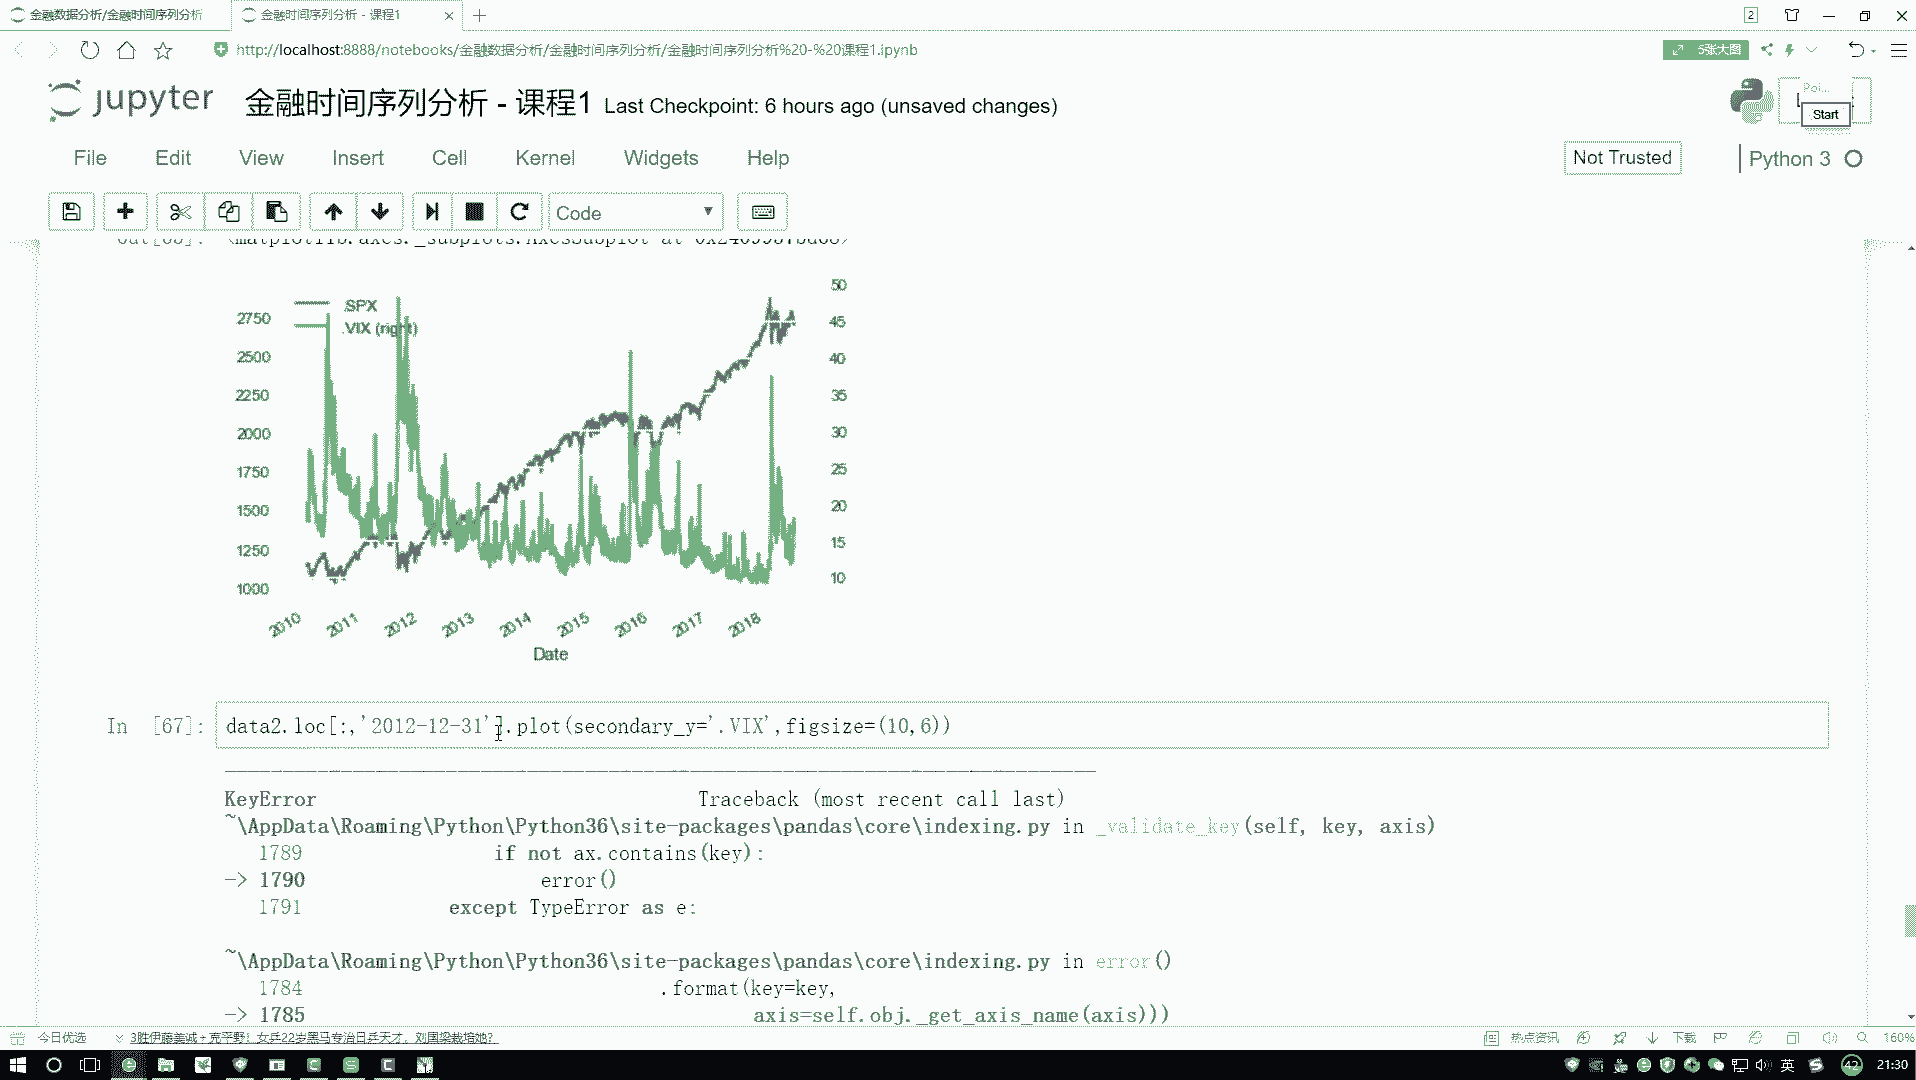 金融数据分析/金融时间序列分析
金融时间序列分析 - 课程1
2
http://localhost:8888/notebooks/金融数据分析/金融时间序列分析/金融时间序列分析%20-%20课程1.ipynb
5张大图
jupyter
金融时间序列分析 - 课程1 Last Checkpoint: 6 hours ago (unsaved changes)
Poi...
Start
File Edit View Insert Cell Kernel Widgets Help
Not Trusted
Python 3
Code
.SPX
.VIX (right)
2750
2500
2250
2000
1750
1500
1250
1000
50
45
40
35
30
25
20
15
10
2010 2011 2012 2013 2014 2015 2016 2017 2018
Date
In [67]: data2.loc[:,'2012-12-31'].plot(secondary_y='.VIX',figsize=(10,6))
KeyError Traceback (most recent call last)
~\AppData\Roaming\Python\Python36\site-packages\pandas\core\indexing.py in _validate_key(self, key, axis)
1789 if not ax.contains(key):
-> 1790 error()
1791 except TypeError as e:
~\AppData\Roaming\Python\Python36\site-packages\pandas\core\indexing.py in error()
1784 .format(key=key,
-> 1785 axis=self.obj._get_axis_name(axis)))
今日优选
3胜伊藤美诚+克平野！女乒22岁黑马专治日乒天才，刘国梁栽培她?
热点资讯
下载
160%
英
42
21:30